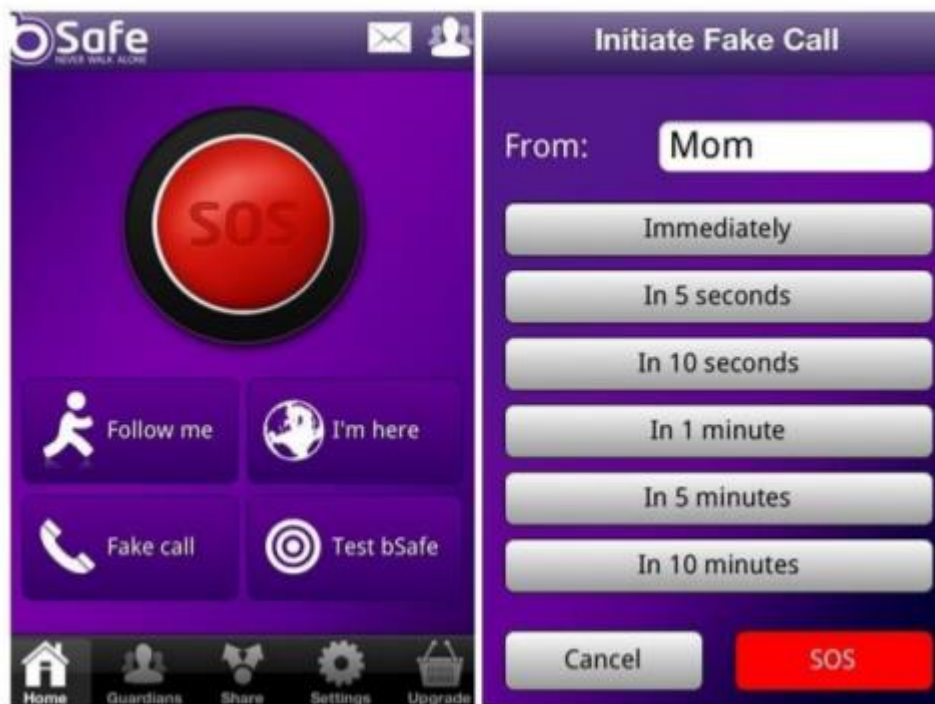 bSafe
NEVER WALK ALONE
SOS
Follow me
I'm here
Fake call
Test bSafe
Home
Guardians
Share
Settings
Upgrade
Initiate Fake Call
From:
Mom
Immediately
In 5 seconds
In 10 seconds
In 1 minute
In 5 minutes
In 10 minutes
Cancel
SOS